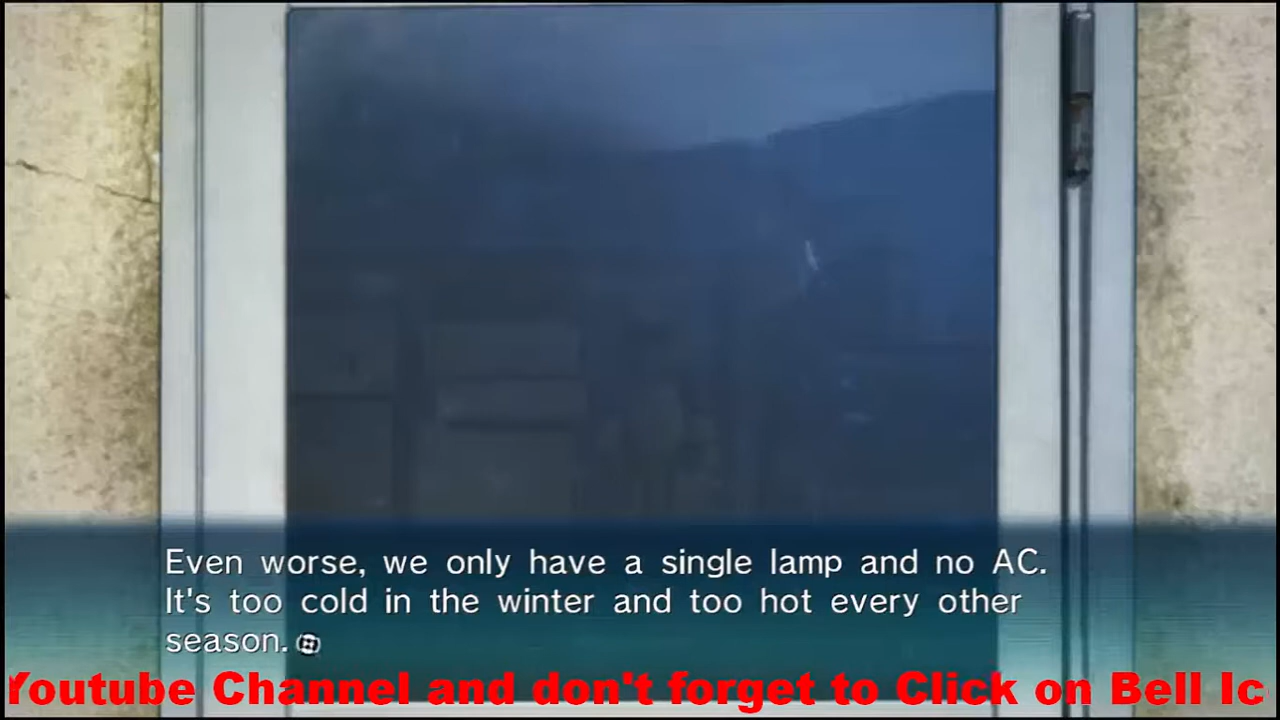 Even worse, we only have a single lamp and no AC.
It's too cold in the winter and too hot every other
season.
Youtube Channel and don't forget to Click on Bell Ic